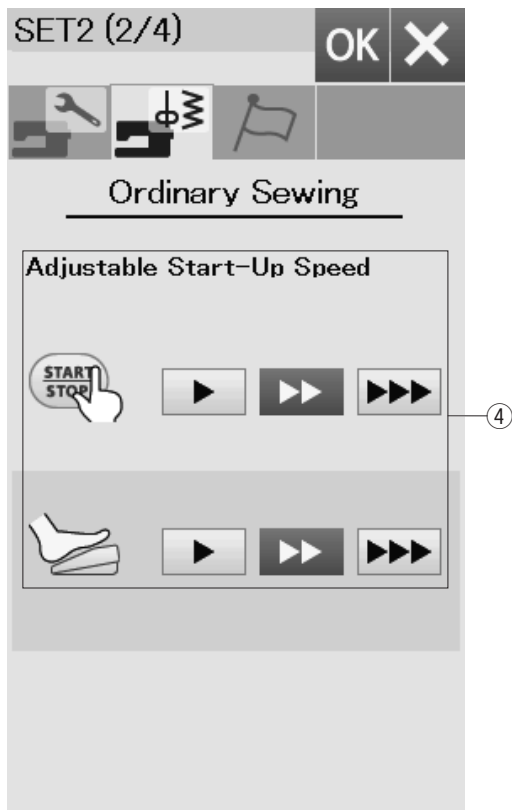 SET2 (2/4)
OK
Ordinary Sewing
Adjustable Start-Up Speed
START
STOP
④